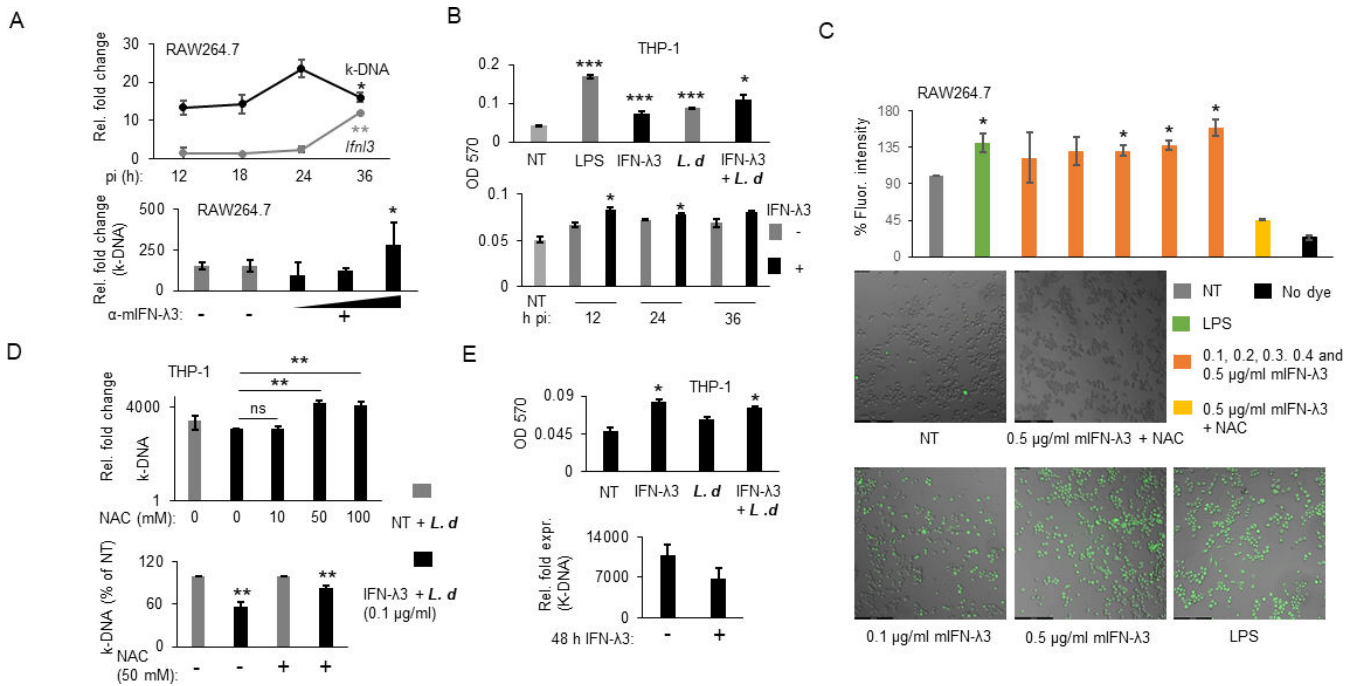 A
RAW264.7
Rel. fold change
30
20
10
0
k-DNA
*
**
Ifnl3
pi (h):
12
18
24
36
RAW264.7
Rel. fold change
(k-DNA)
500
250
0
*
α-mIFN-λ3:
-
-
+
B
THP-1
OD 570
0.2
0.1
0
***
***
***
*
NT
LPS
IFN-λ3
L. d
IFN-λ3
+ L. d
0.1
0.05
0
*
*
IFN-λ3
-
+
NT
h pi:
12
24
36
C
RAW264.7
% Fluor. intensity
180
135
90
45
0
*
*
*
*
NT
No dye
LPS
0.1, 0.2, 0.3. 0.4 and
0.5 µg/ml mIFN-λ3
0.5 µg/ml mIFN-λ3
+ NAC
NT
0.5 µg/ml mIFN-λ3 + NAC
0.1 µg/ml mIFN-λ3
0.5 µg/ml mIFN-λ3
LPS
D
THP-1
**
**
ns
Rel. fold change
k-DNA
4000
1
NAC (mM):
0
0
10
50
100
NT + L. d
IFN-λ3 + L. d
(0.1 µg/ml)
k-DNA (% of NT)
120
60
0
**
**
NAC
(50 mM):
-
-
+
+
E
THP-1
OD 570
0.09
0.045
0
*
*
NT
IFN-λ3
L. d
IFN-λ3
+ L .d
Rel. fold expr.
(K-DNA)
14000
7000
0
48 h IFN-λ3:
-
+